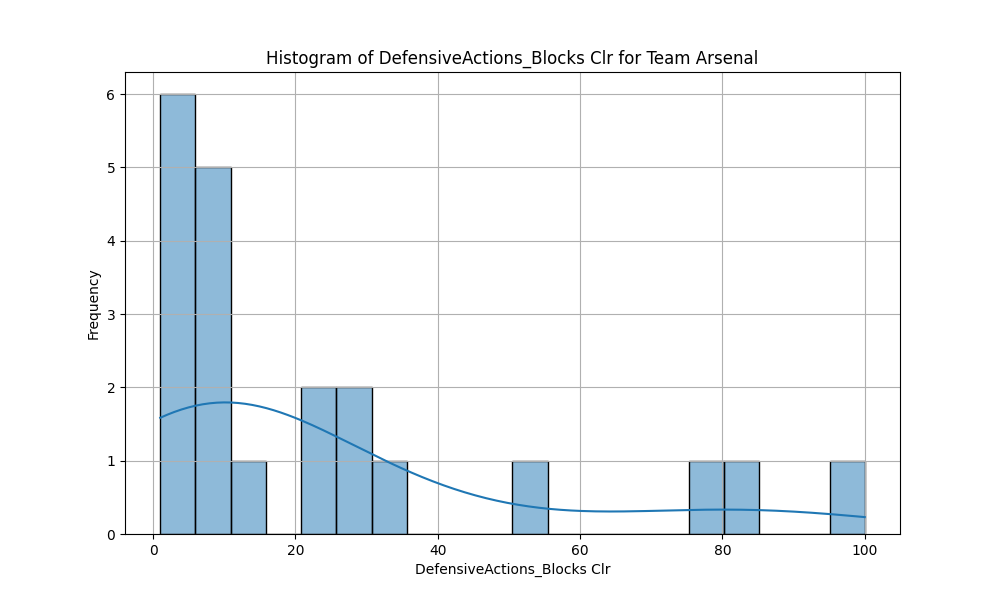 Histogram of DefensiveActions_Blocks Clr for Team Arsenal
6
5
4
3
2
1
0
Frequency
0 20 40 60 80 100
DefensiveActions_Blocks Clr